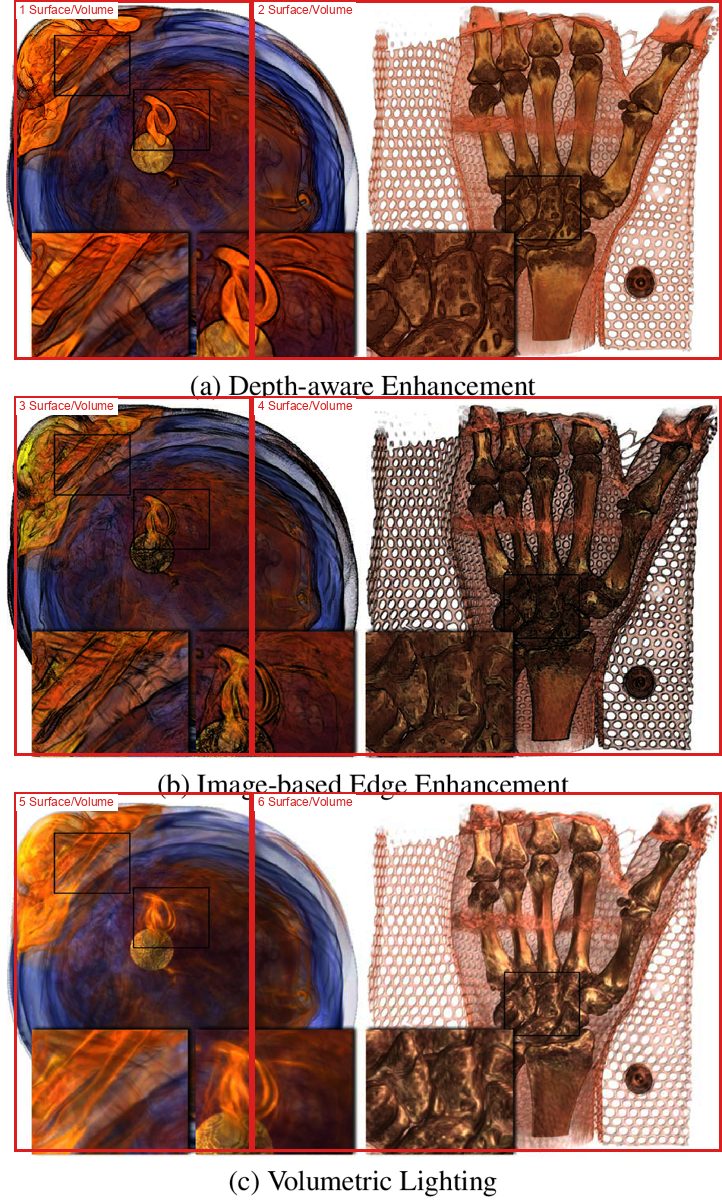 1 Surface/Volume
2 Surface/Volume
(a) Depth-aware Enhancement
3 Surface/Volume
4 Surface/Volume
(b) Image-based Edge Enhancement
5 Surface/Volume
6 Surface/Volume
(c) Volumetric Lighting